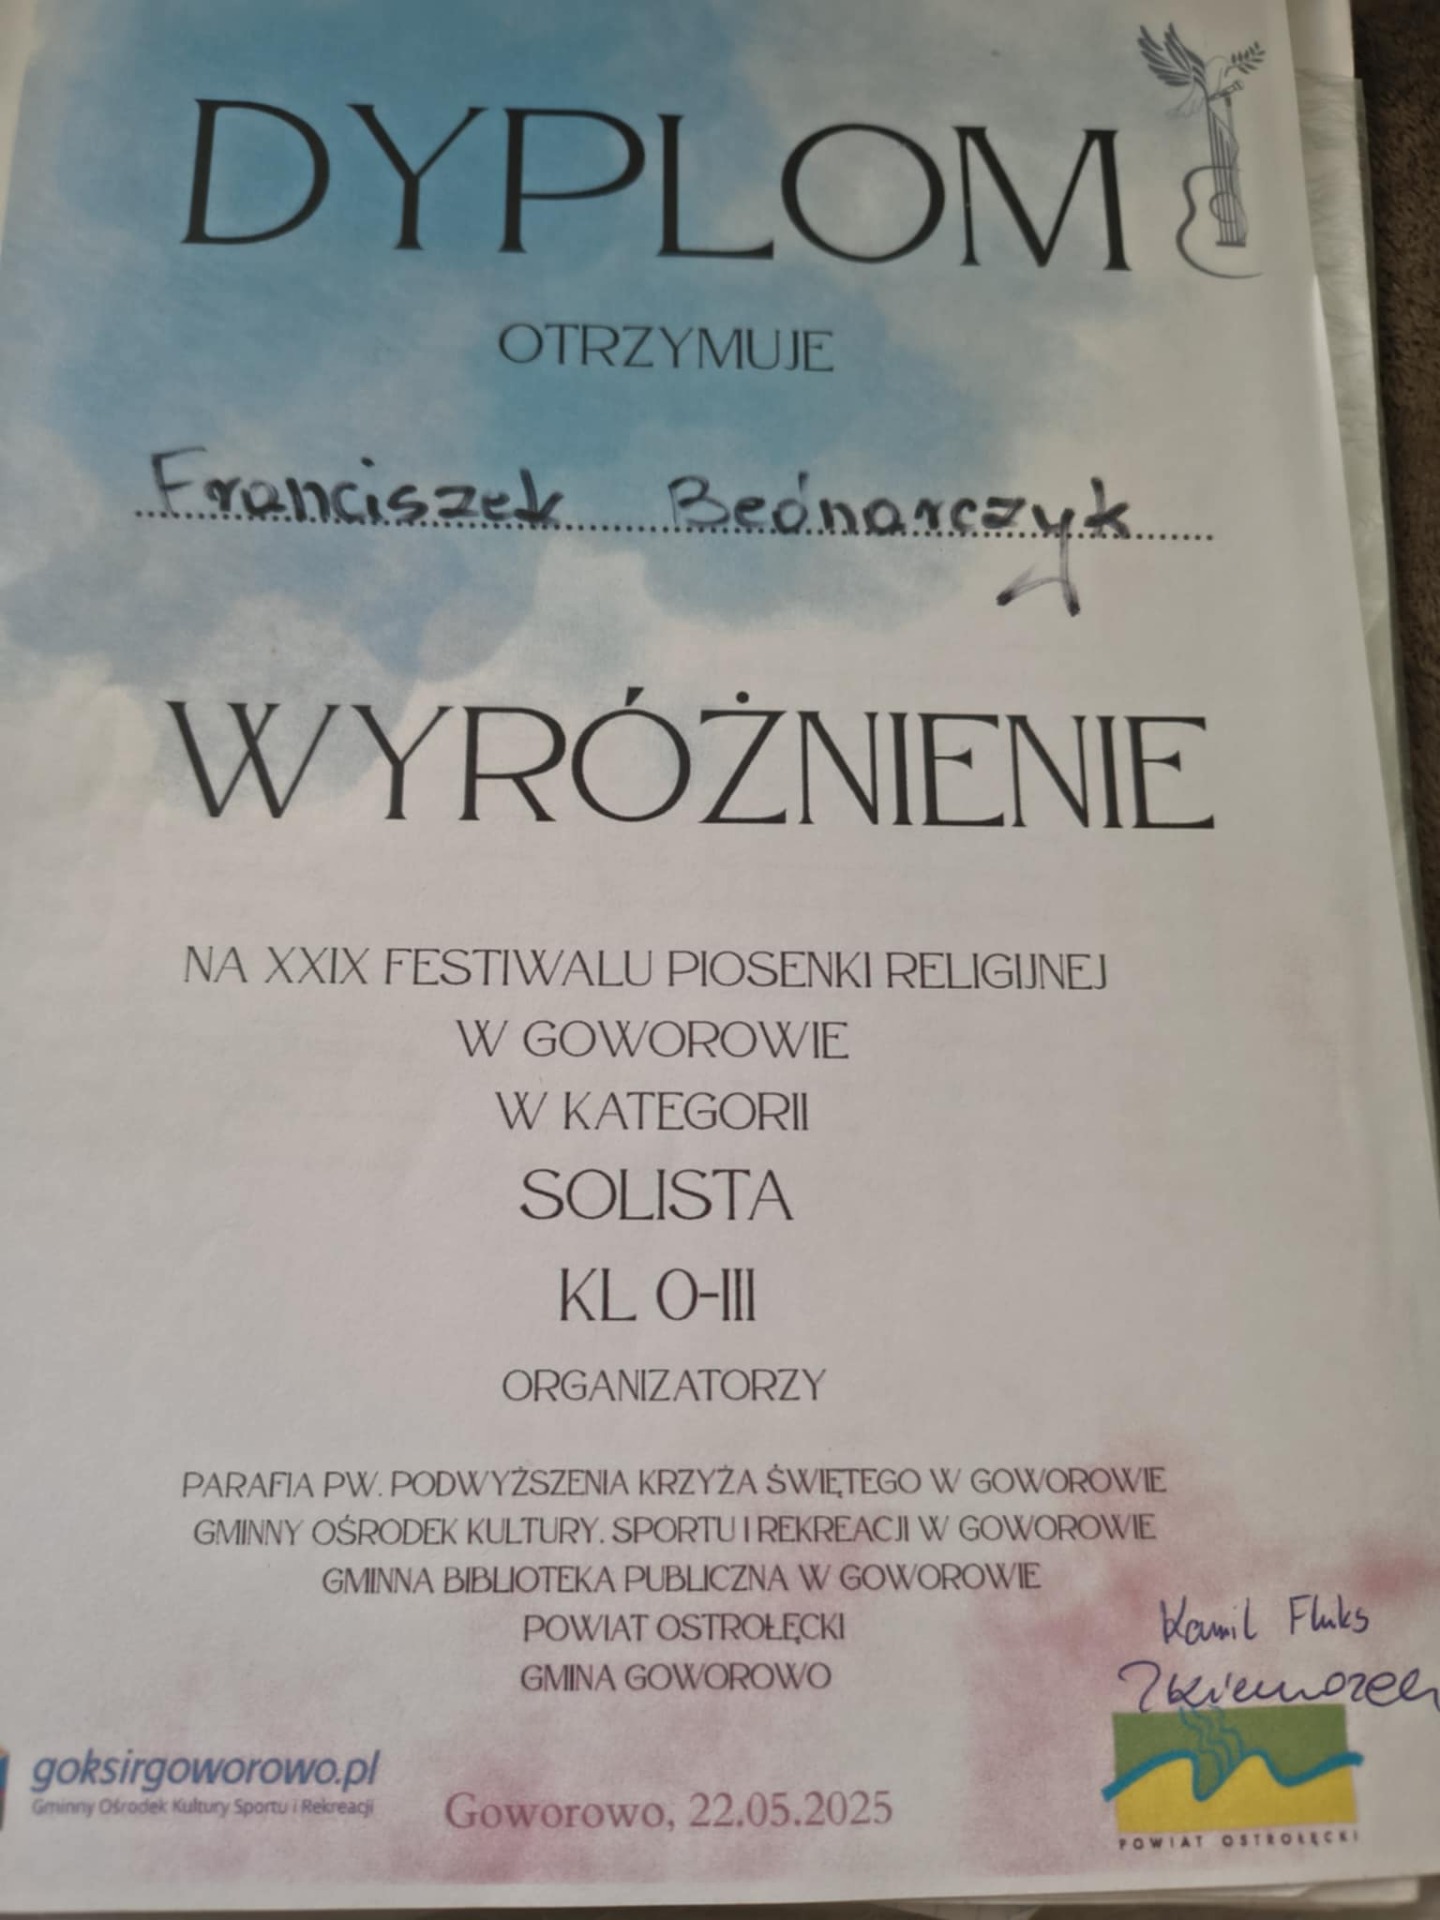 DYPLOM
OTRZYMUJE
Franciszek Bednarczyk
WYRÓŻNIENIE
NA XXIX FESTIWALU PIOSENKI RELIGIJNEJ
W GOWOROWIE
W KATEGORII
SOLISTA
KL 0-III
ORGANIZATORZY
PARAFIA PW. PODWYŻSZENIA KRZYŻA ŚWIĘTEGO W GOWOROWIE
GMINNY OŚRODEK KULTURY, SPORTU I REKREACJI W GOWOROWIE
GMINNA BIBLIOTEKA PUBLICZNA W GOWOROWIE
POWIAT OSTROŁĘCKI
GMINA GOWOROWO
Kamil Fluks
goksirgoworowo.pl
Gminny Ośrodek Kultury Sportu i Rekreacji
Goworowo, 22.05.2025
POWIAT OSTROŁĘCKI